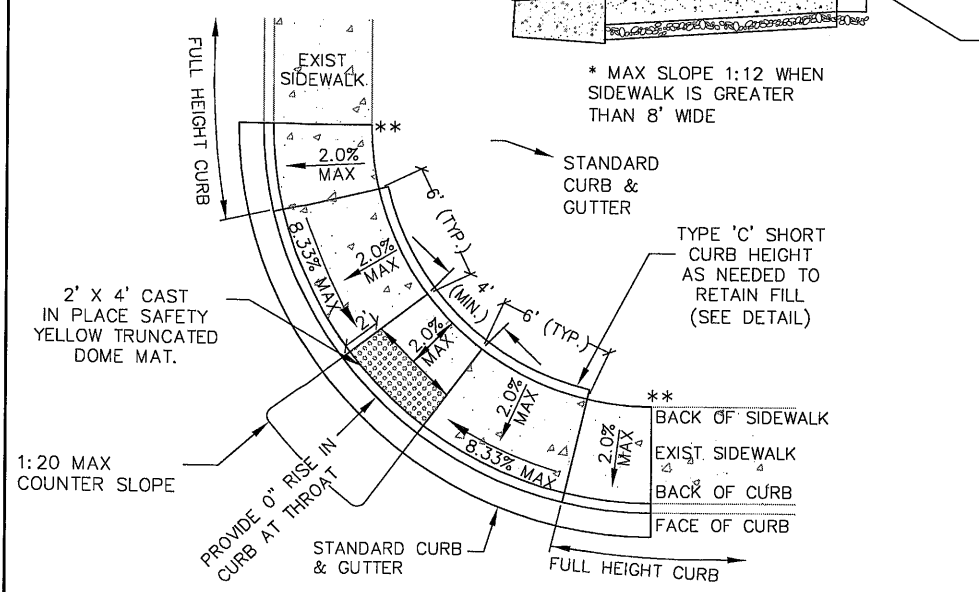 * MAX SLOPE 1:12 WHEN
SIDEWALK IS GREATER
THAN 8' WIDE
FULL HEIGHT CURB
EXIST
SIDEWALK
**
2.0%
MAX
STANDARD
CURB &
GUTTER
6' (TYP.)
8.33% MAX
2.0%
MAX
4'
(MIN.)
6' (TYP.)
TYPE 'C' SHORT
CURB HEIGHT
AS NEEDED TO
RETAIN FILL
(SEE DETAIL)
2' X 4' CAST
IN PLACE SAFETY
YELLOW TRUNCATED
DOME MAT.
2'
2.0%
MAX
2.0%
MAX
8.33% MAX
2.0%
MAX
**
BACK OF SIDEWALK
EXIST. SIDEWALK
BACK OF CURB
FACE OF CURB
1:20 MAX
COUNTER SLOPE
PROVIDE 0" RISE IN
CURB AT THROAT
STANDARD CURB
& GUTTER
FULL HEIGHT CURB